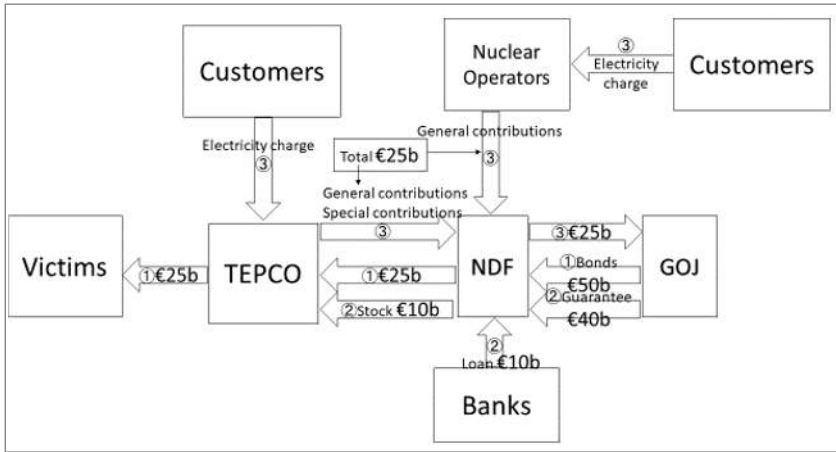 Customers
Nuclear
Operators
③
Electricity
charge
Customers
Electricity charge
③
General contributions
③
Total €25b
General contributions
Special contributions
③
Victims
①€25b
TEPCO
①€25b
②Stock €10b
NDF
③€25b
①Bonds
€50b
②Guarantee
€40b
GOJ
②
Loan €10b
Banks